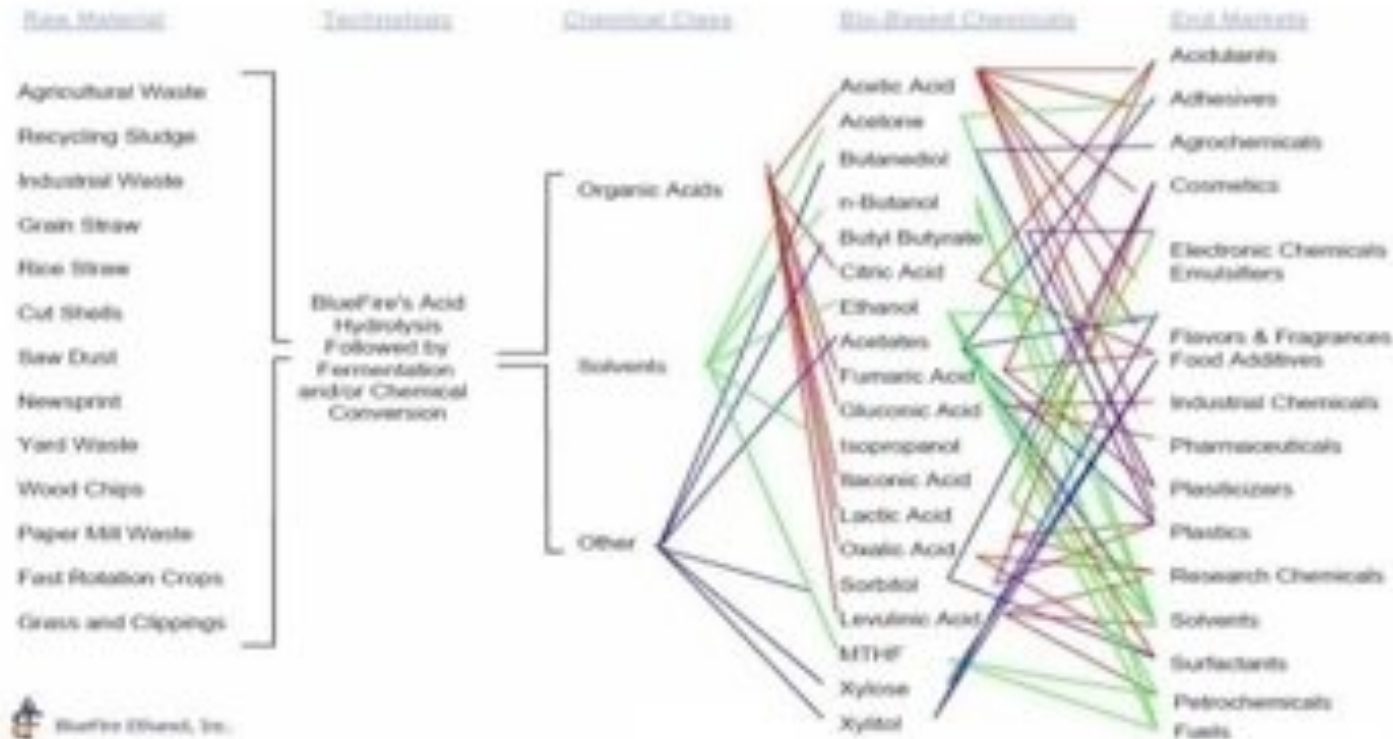 Raw Material
Technology
Chemical Class
Bio-Based Chemicals
End Markets
Agricultural Waste
Recycling Sludge
Industrial Waste
Grain Straw
Rice Straw
Cut Shells
Saw Dust
Newsprint
Yard Waste
Wood Chips
Paper Mill Waste
Fast Rotation Crops
Grass and Clippings
BlueFire's Acid
Hydrolysis
Followed by
Fermentation
and/or Chemical
Conversion
Organic Acids
Solvents
Other
Acetic Acid
Acetone
Butanediol
n-Butanol
Butyl Butyrate
Citric Acid
Ethanol
Acetates
Fumaric Acid
Gluconic Acid
Isopropanol
Itaconic Acid
Lactic Acid
Oxalic Acid
Sorbitol
Levulinic Acid
MTHF
Xylose
Xylitol
Acidulants
Adhesives
Agrochemicals
Cosmetics
Electronic Chemicals
Emulsifiers
Flavors & Fragrances
Food Additives
Industrial Chemicals
Pharmaceuticals
Plasticizers
Plastics
Research Chemicals
Solvents
Surfactants
Petrochemicals
Fuels
BlueFire Ethanol, Inc.